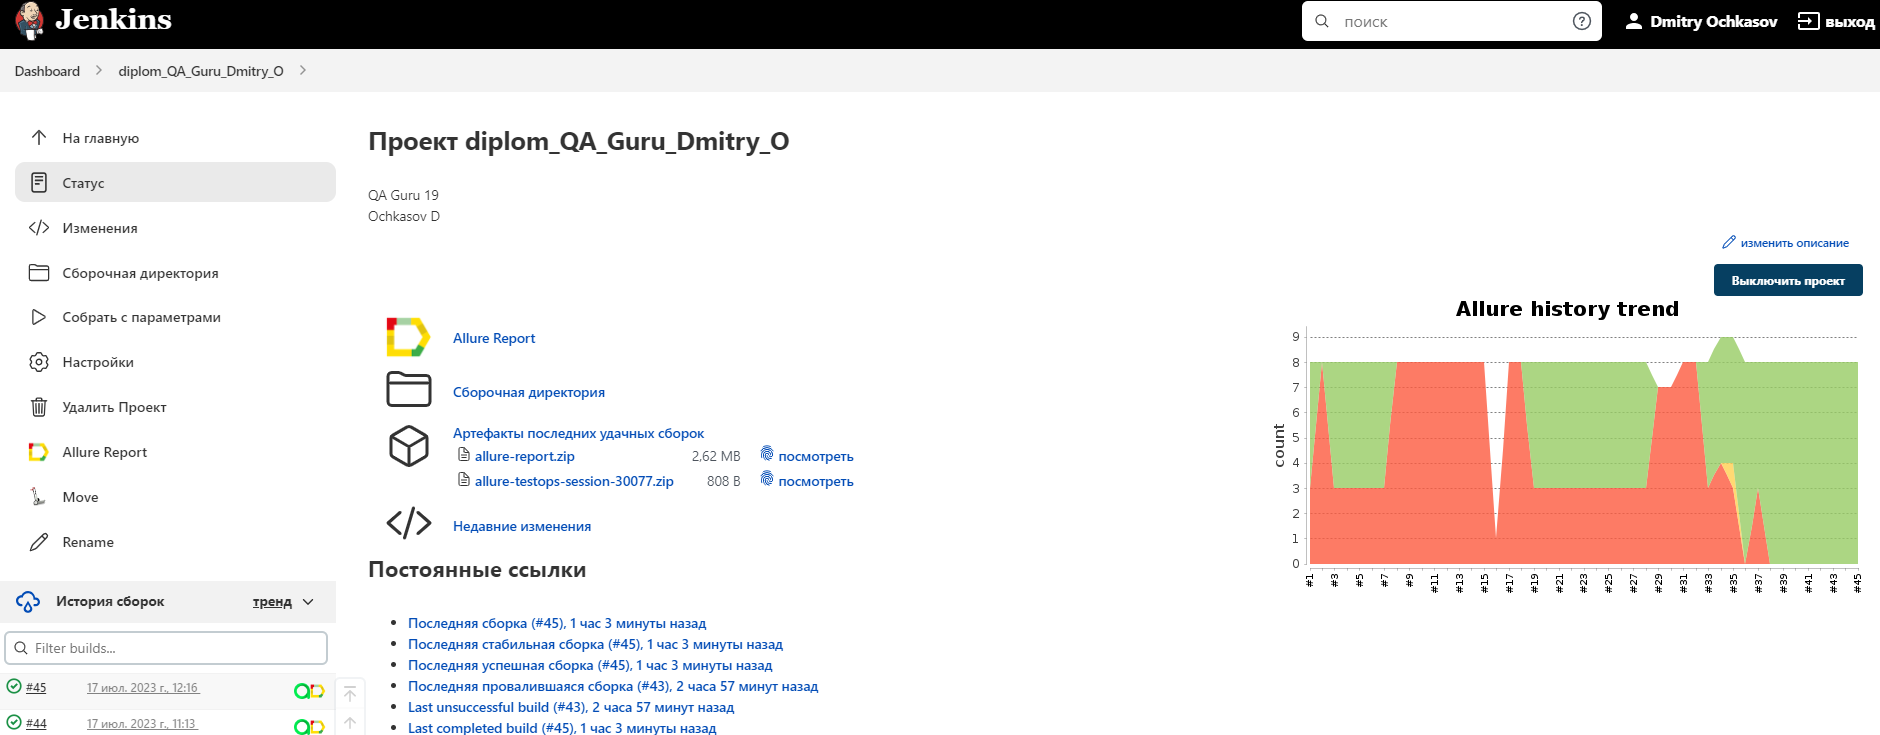 Jenkins
поиск
Dmitry Ochkasov
выход
Dashboard
diplom_QA_Guru_Dmitry_O
На главную
Статус
Изменения
Сборочная директория
Собрать с параметрами
Настройки
Удалить Проект
Allure Report
Move
Rename
История сборок
тренд
Filter builds...
#45 17 июл. 2023 г., 12:16
#44 17 июл. 2023 г., 11:13
Проект diplom_QA_Guru_Dmitry_O
QA Guru 19
Ochkasov D
изменить описание
Выключить проект
Allure Report
Сборочная директория
Артефакты последних удачных сборок
allure-report.zip 2,62 MB посмотреть
allure-testops-session-30077.zip 808 B посмотреть
Недавние изменения
Постоянные ссылки
Последняя сборка (#45), 1 час 3 минуты назад
Последняя стабильная сборка (#45), 1 час 3 минуты назад
Последняя успешная сборка (#45), 1 час 3 минуты назад
Последняя провалившаяся сборка (#43), 2 часа 57 минут назад
Last unsuccessful build (#43), 2 часа 57 минут назад
Last completed build (#45), 1 час 3 минуты назад
Allure history trend
count
9
8
7
6
5
4
3
2
1
0
#1 #3 #5 #7 #9 #11 #13 #15 #17 #19 #21 #23 #25 #27 #29 #31 #33 #35 #37 #39 #41 #43 #45